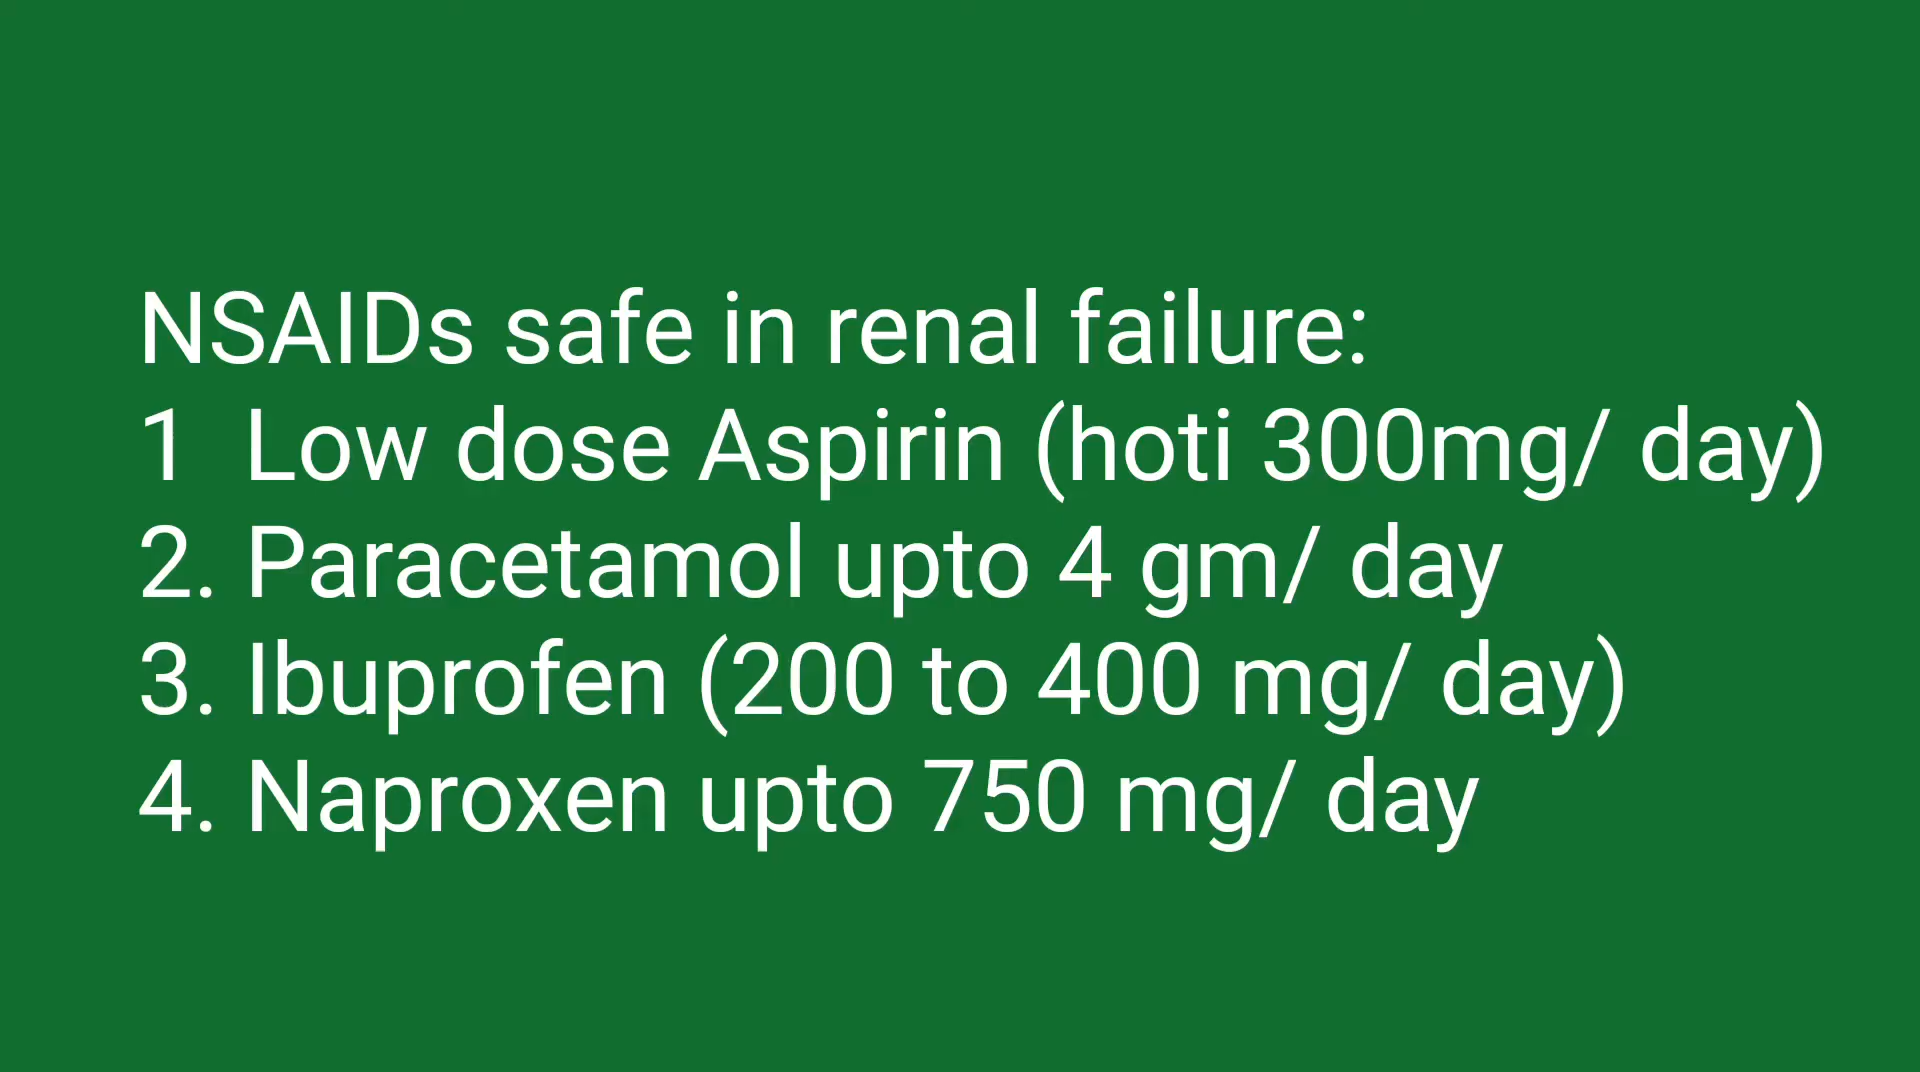 NSAIDs safe in renal failure:
1 Low dose Aspirin (hoti 300mg/ day)
2. Paracetamol upto 4 gm/ day
3. Ibuprofen (200 to 400 mg/ day)
4. Naproxen upto 750 mg/ day